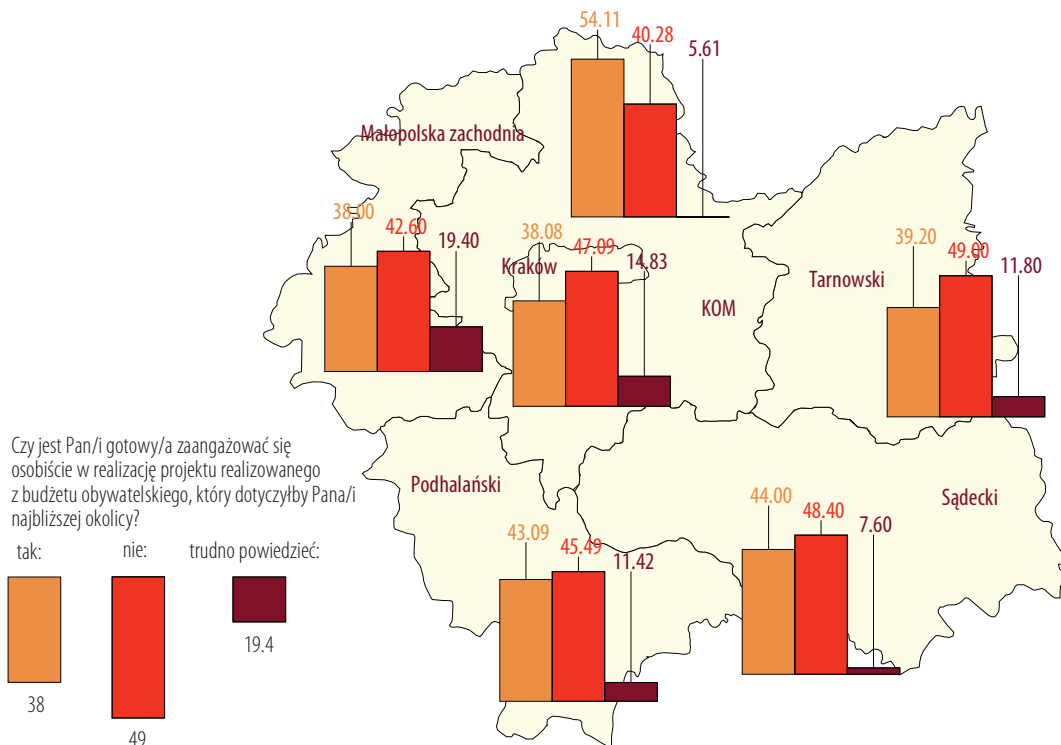 54.11
40.28
5.61
Małopolska zachodnia
38.00
42.60
19.40
38.08
Kraków
47.09
14.83
KOM
39.20
49.00
11.80
Tarnowski
Czy jest Pan/i gotowy/a zaangażować się
osobiście w realizację projektu realizowanego
z budżetu obywatelskiego, który dotyczyłby Pana/i
najbliższej okolicy?
tak:
nie:
trudno powiedzieć:
38
49
19.4
Podhalański
43.09
45.49
11.42
Sądecki
44.00
48.40
7.60